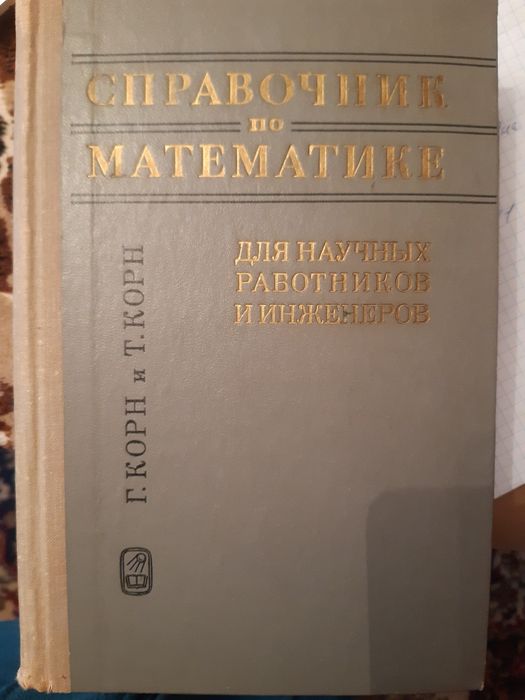 СПРАВОЧНИК
ПО
МАТЕМАТИКЕ
ДЛЯ НАУЧНЫХ
РАБОТНИКОВ
И ИНЖЕНЕРОВ
Г. КОРН и Т. КОРН